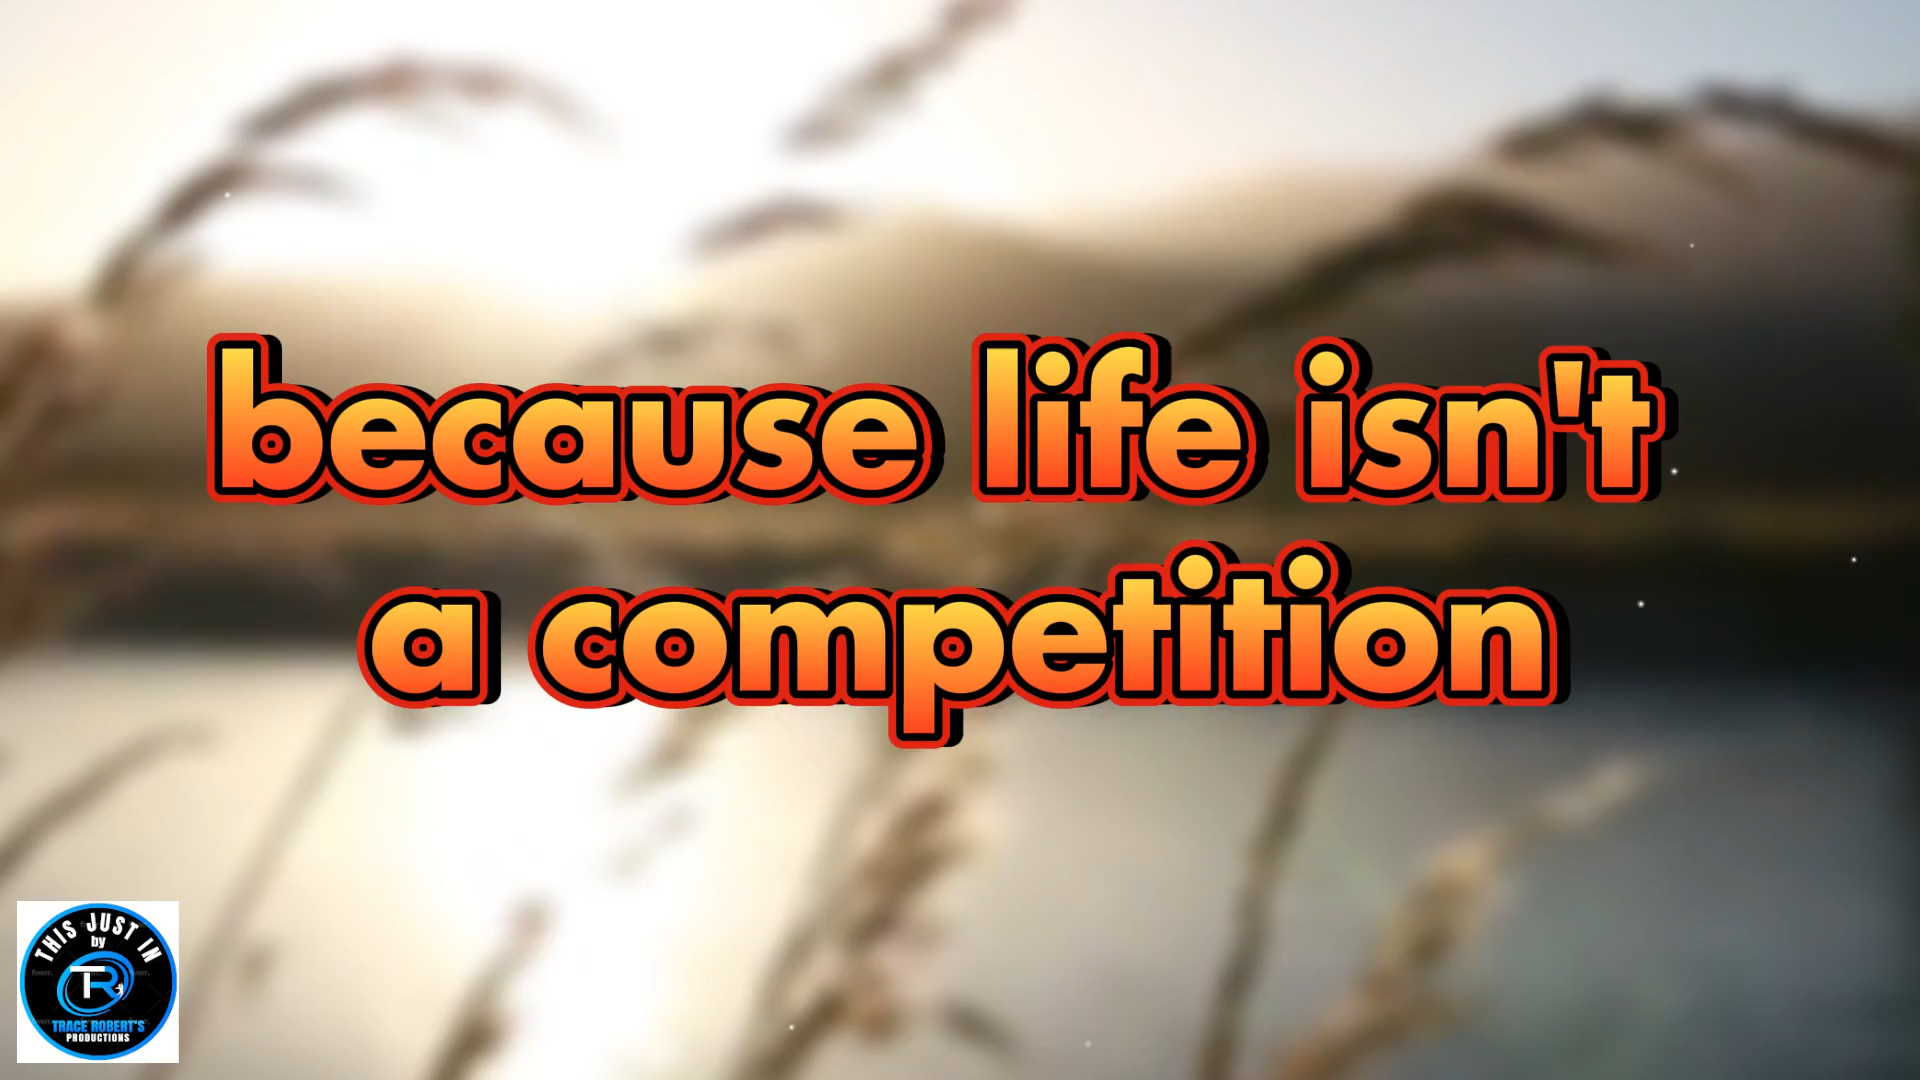 because life isn't
a competition
THIS JUST IN
by
TR
TRACE ROBERT'S
PRODUCTIONS